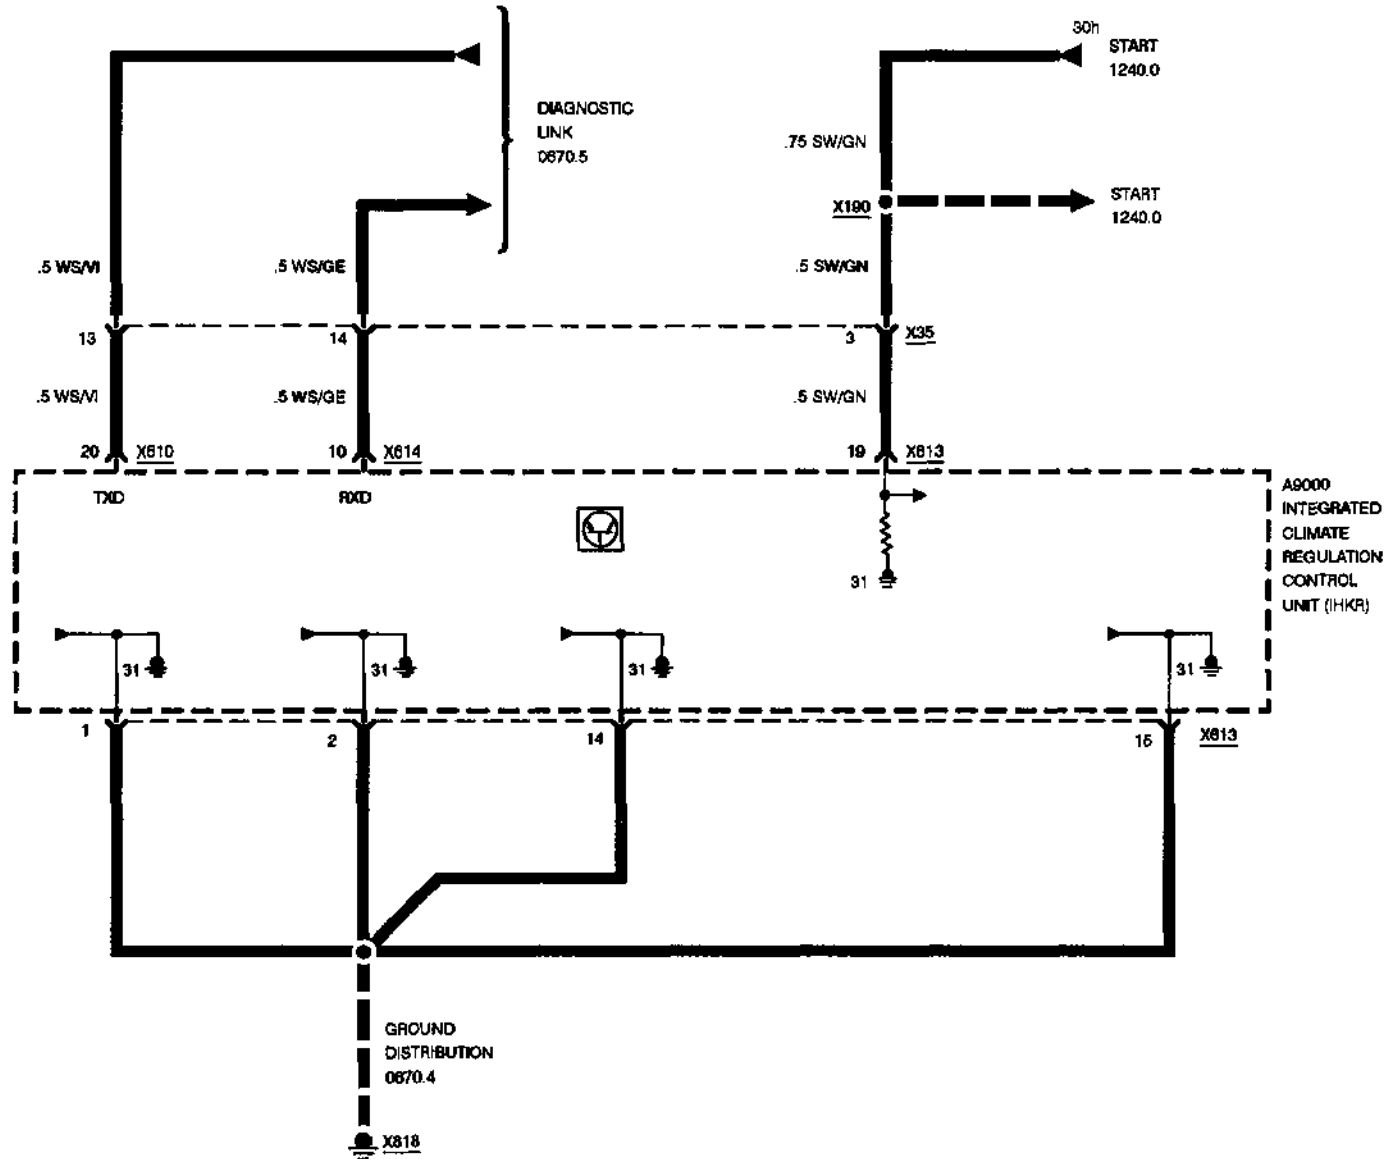 30h
START
1240.0
DIAGNOSTIC
LINK
0670.5
.75 SW/GN
X190
START
1240.0
.5 WS/VI
.5 WS/GE
.5 SW/GN
13
14
3
X35
.5 WS/VI
.5 WS/GE
.5 SW/GN
20
X610
10
X614
19
X613
TXD
RXD
A9000
INTEGRATED
CLIMATE
REGULATION
CONTROL
UNIT (IHKR)
31
31
31
31
31
1
2
14
15
X613
GROUND
DISTRIBUTION
0670.4
X618